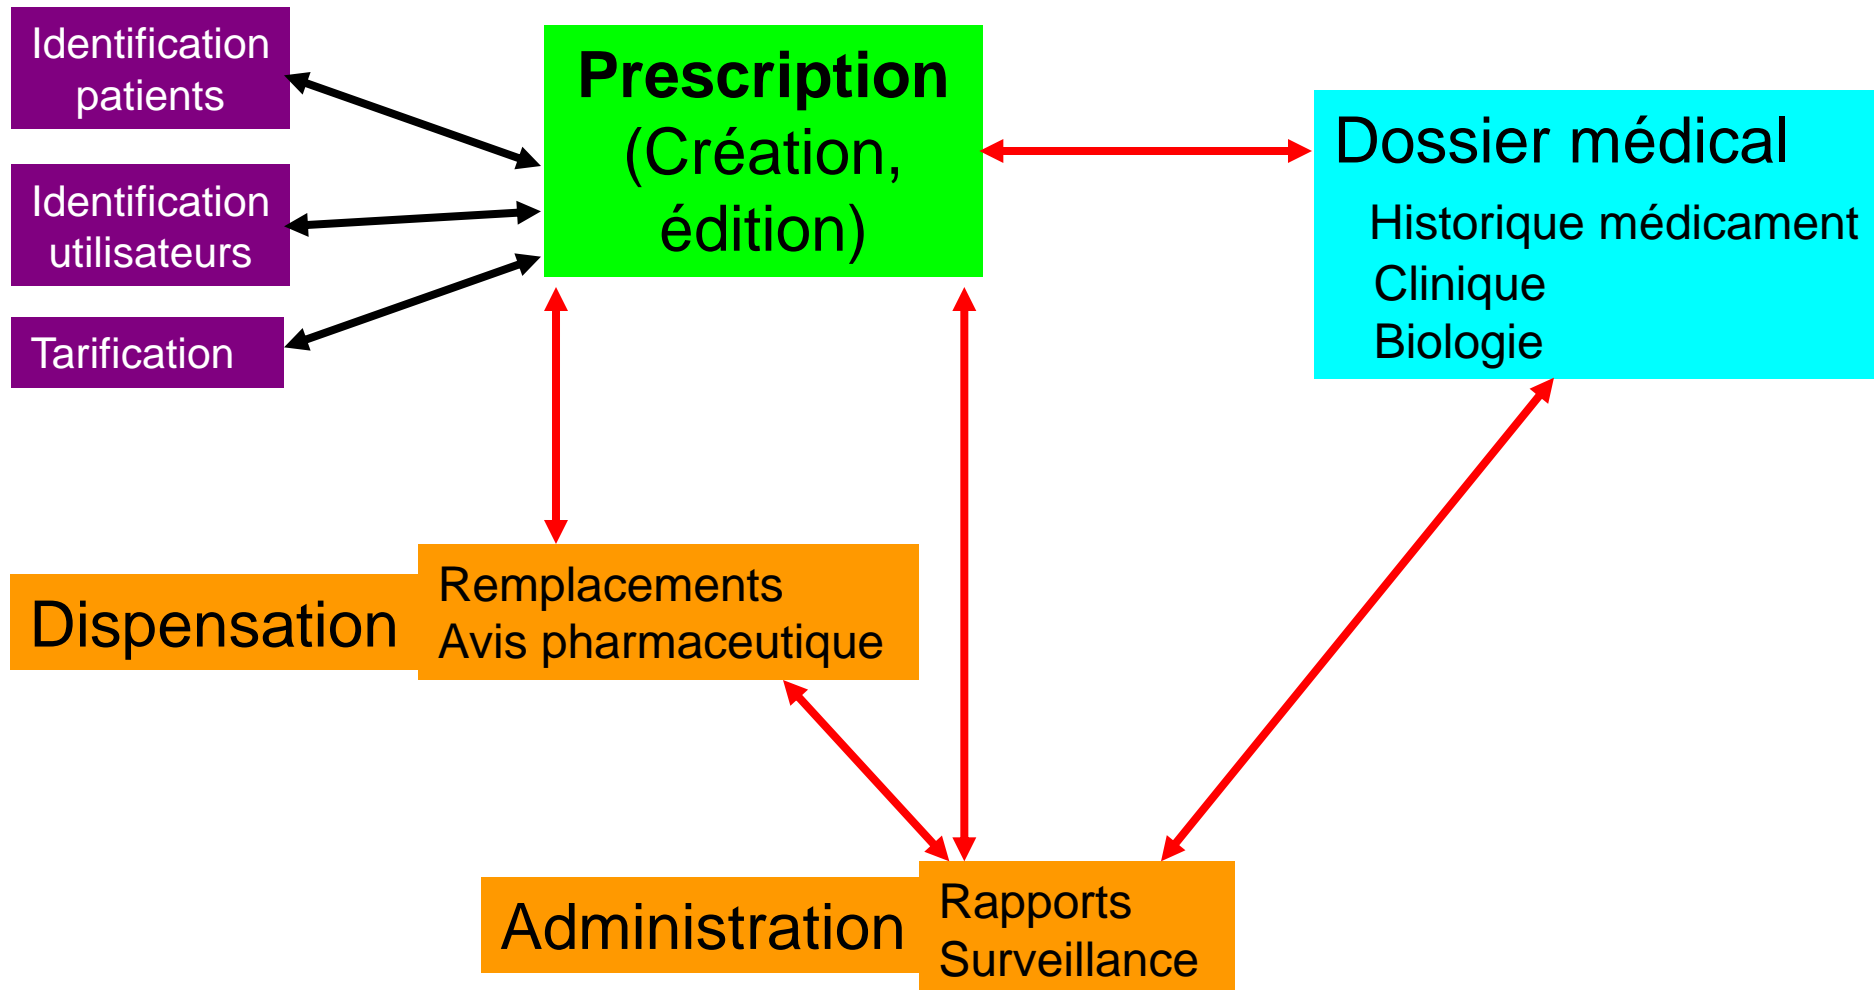 Identification
patients
Identification
utilisateurs
Tarification
Prescription
(Création,
édition)
Dossier médical
Historique médicament
Clinique
Biologie
Dispensation
Remplacements
Avis pharmaceutique
Administration
Rapports
Surveillance